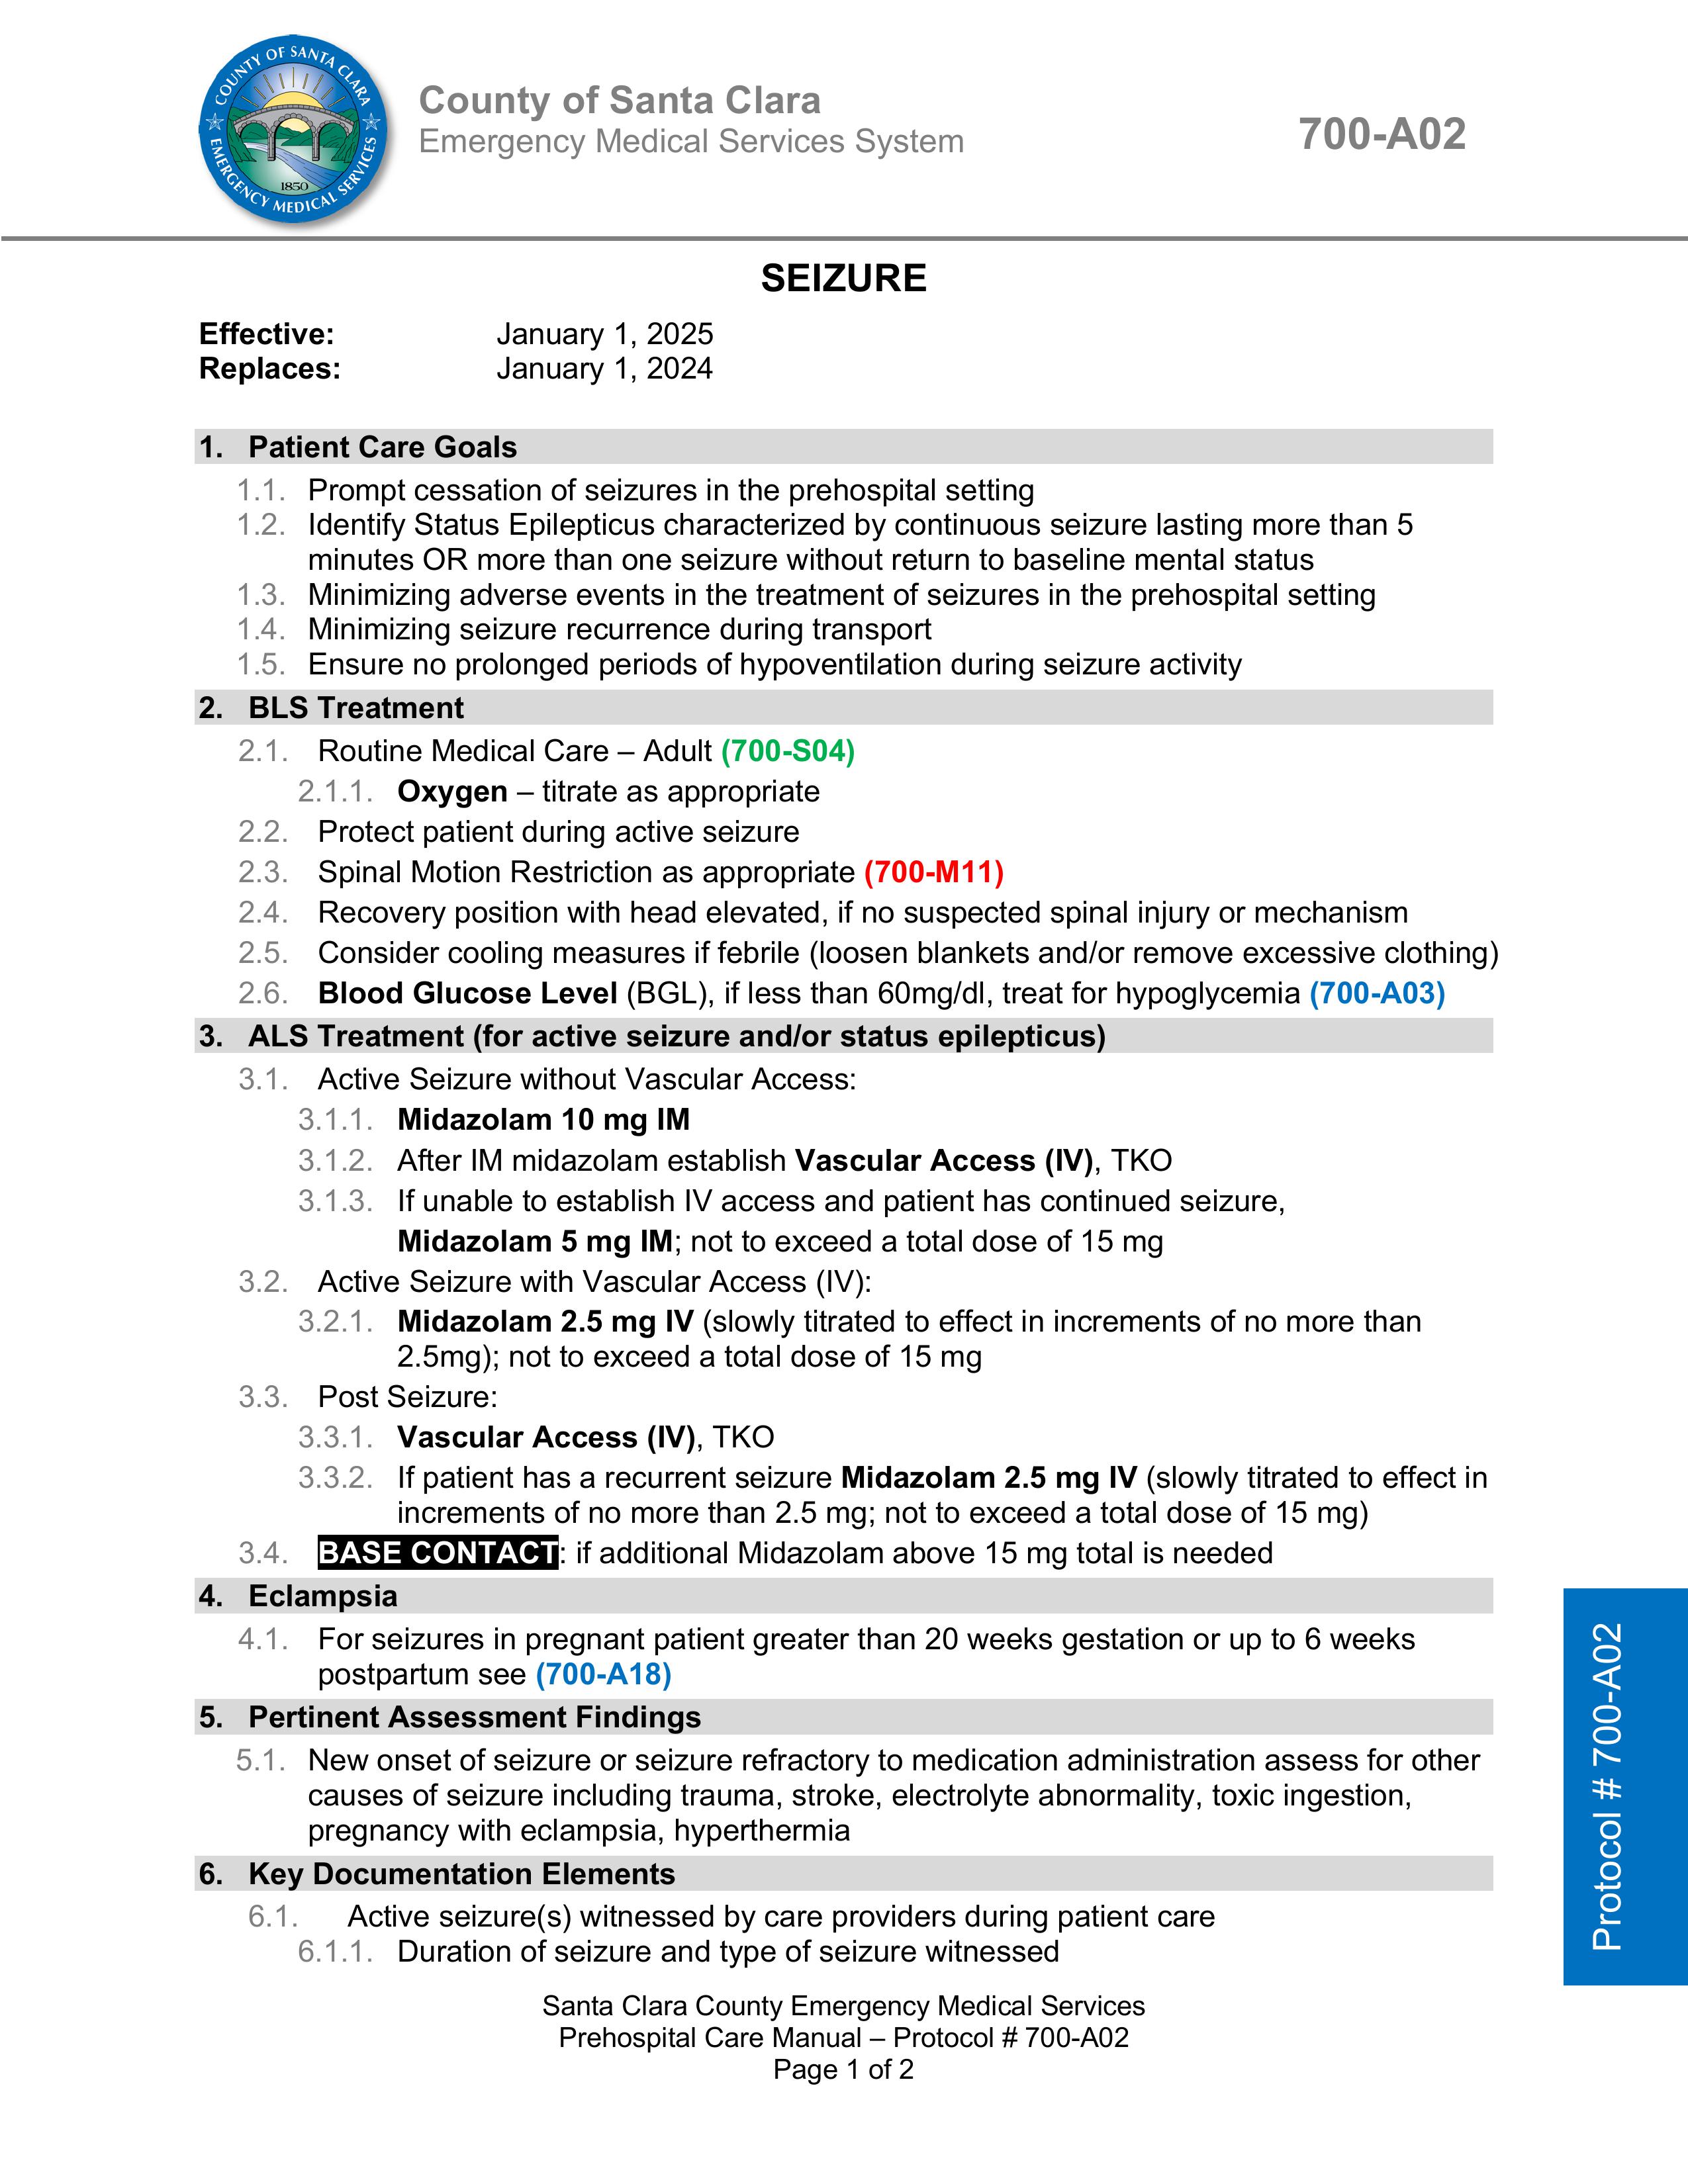 COUNTY OF SANTA CLARA
EMERGENCY MEDICAL SERVICES
1850
County of Santa Clara
Emergency Medical Services System
700-A02
SEIZURE
Effective: January 1, 2025
Replaces: January 1, 2024
1. Patient Care Goals
1.1. Prompt cessation of seizures in the prehospital setting
1.2. Identify Status Epilepticus characterized by continuous seizure lasting more than 5
minutes OR more than one seizure without return to baseline mental status
1.3. Minimizing adverse events in the treatment of seizures in the prehospital setting
1.4. Minimizing seizure recurrence during transport
1.5. Ensure no prolonged periods of hypoventilation during seizure activity
2. BLS Treatment
2.1. Routine Medical Care – Adult (700-S04)
2.1.1. Oxygen – titrate as appropriate
2.2. Protect patient during active seizure
2.3. Spinal Motion Restriction as appropriate (700-M11)
2.4. Recovery position with head elevated, if no suspected spinal injury or mechanism
2.5. Consider cooling measures if febrile (loosen blankets and/or remove excessive clothing)
2.6. Blood Glucose Level (BGL), if less than 60mg/dl, treat for hypoglycemia (700-A03)
3. ALS Treatment (for active seizure and/or status epilepticus)
3.1. Active Seizure without Vascular Access:
3.1.1. Midazolam 10 mg IM
3.1.2. After IM midazolam establish Vascular Access (IV), TKO
3.1.3. If unable to establish IV access and patient has continued seizure,
Midazolam 5 mg IM; not to exceed a total dose of 15 mg
3.2. Active Seizure with Vascular Access (IV):
3.2.1. Midazolam 2.5 mg IV (slowly titrated to effect in increments of no more than
2.5mg); not to exceed a total dose of 15 mg
3.3. Post Seizure:
3.3.1. Vascular Access (IV), TKO
3.3.2. If patient has a recurrent seizure Midazolam 2.5 mg IV (slowly titrated to effect in
increments of no more than 2.5 mg; not to exceed a total dose of 15 mg)
3.4. BASE CONTACT: if additional Midazolam above 15 mg total is needed
4. Eclampsia
4.1. For seizures in pregnant patient greater than 20 weeks gestation or up to 6 weeks
postpartum see (700-A18)
5. Pertinent Assessment Findings
5.1. New onset of seizure or seizure refractory to medication administration assess for other
causes of seizure including trauma, stroke, electrolyte abnormality, toxic ingestion,
pregnancy with eclampsia, hyperthermia
6. Key Documentation Elements
6.1. Active seizure(s) witnessed by care providers during patient care
6.1.1. Duration of seizure and type of seizure witnessed
Protocol # 700-A02
Santa Clara County Emergency Medical Services
Prehospital Care Manual – Protocol # 700-A02
Page 1 of 2